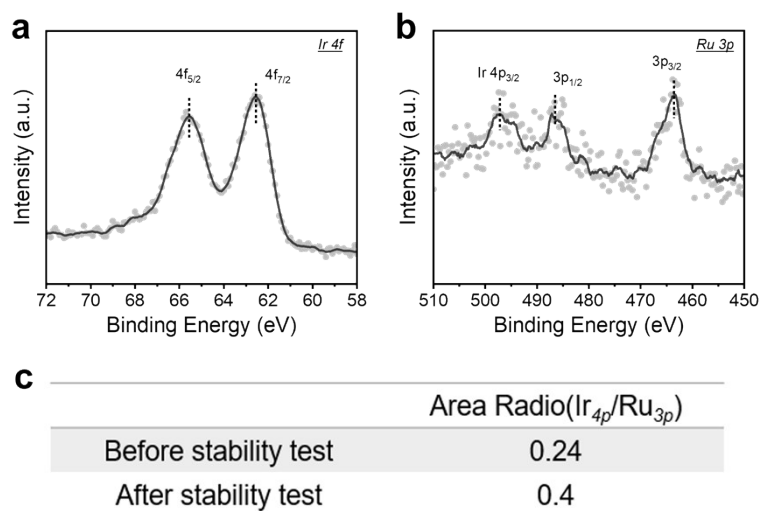 a
Ir 4f
4f5/2
4f7/2
Intensity (a.u.)
72 70 68 66 64 62 60 58
Binding Energy (eV)
b
Ru 3p
Ir 4p3/2
3p1/2
3p3/2
Intensity (a.u.)
510 500 490 480 470 460 450
Binding Energy (eV)
c
Area Radio(Ir4p/Ru3p)
Before stability test 0.24
After stability test 0.4